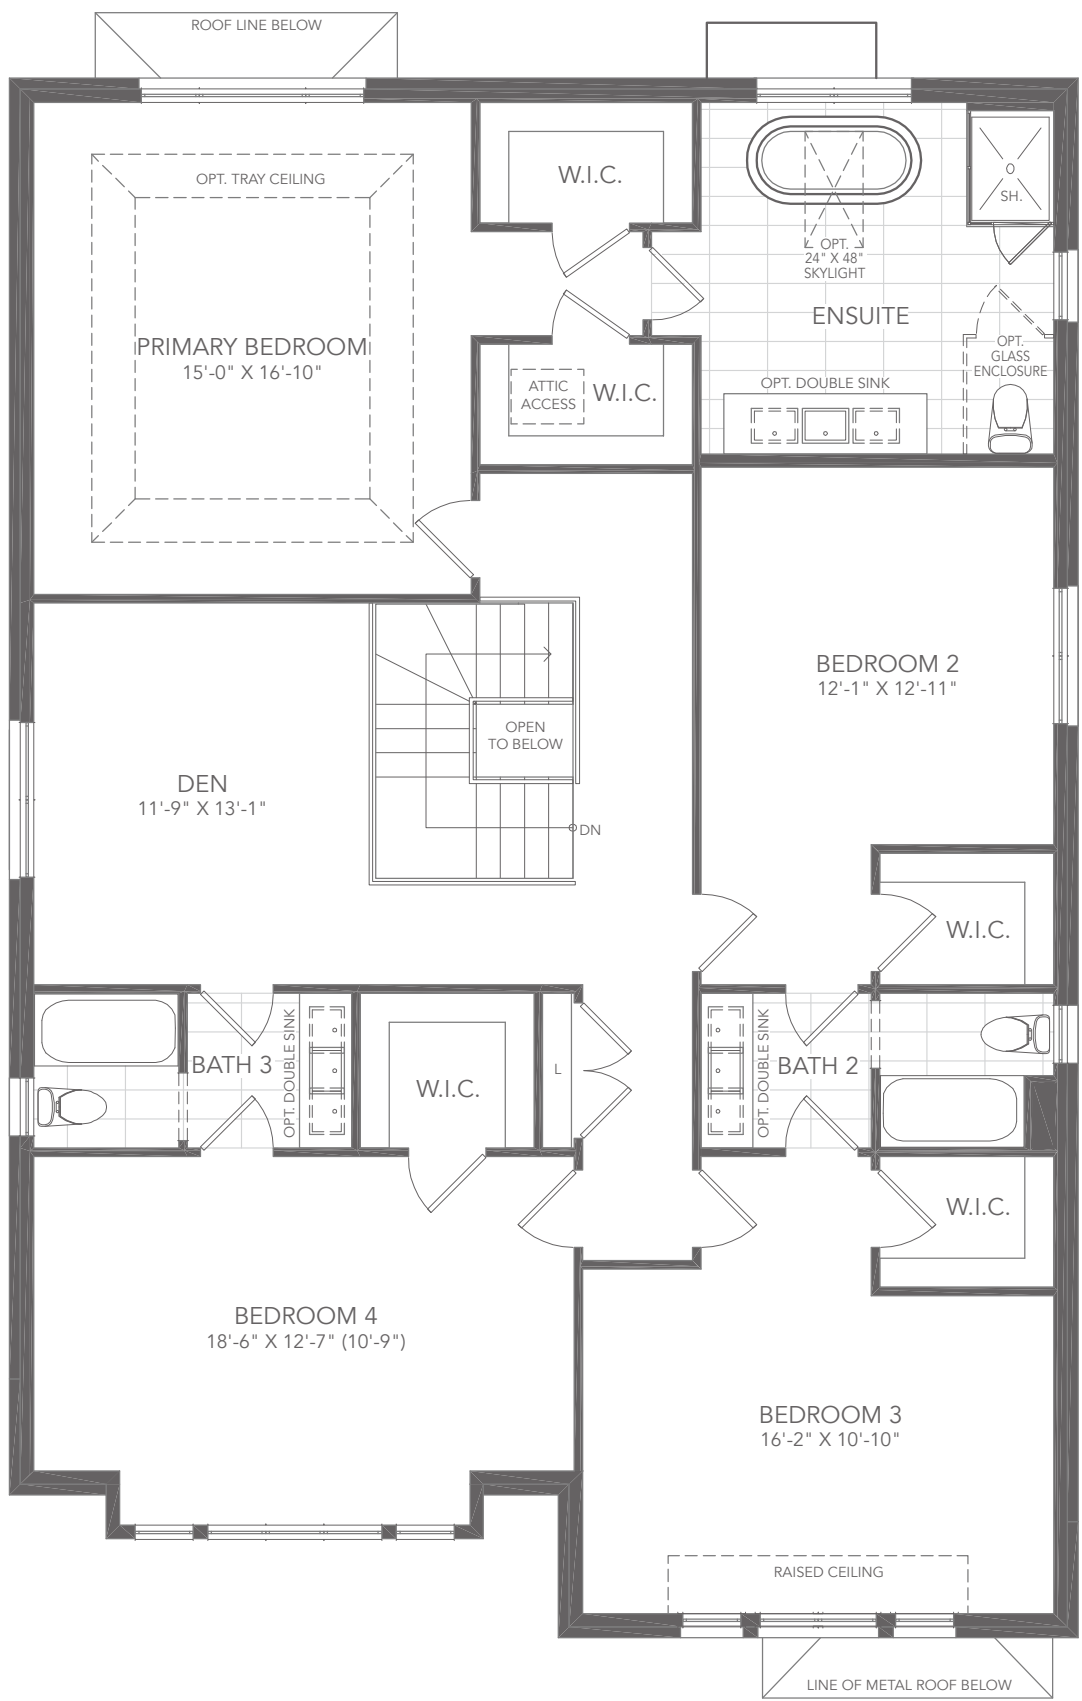 ROOF LINE BELOW
OPT. TRAY CEILING
W.I.C.
SH.
OPT.
24" X 48"
SKYLIGHT
ENSUITE
PRIMARY BEDROOM
15'-0" X 16'-10"
OPT.
GLASS
ENCLOSURE
ATTIC
ACCESS
W.I.C.
OPT. DOUBLE SINK
BEDROOM 2
12'-1" X 12'-11"
OPEN
TO BELOW
DEN
11'-9" X 13'-1"
DN
W.I.C.
BATH 3
OPT. DOUBLE SINK
W.I.C.
L
OPT. DOUBLE SINK
BATH 2
W.I.C.
BEDROOM 4
18'-6" X 12'-7" (10'-9")
BEDROOM 3
16'-2" X 10'-10"
RAISED CEILING
LINE OF METAL ROOF BELOW